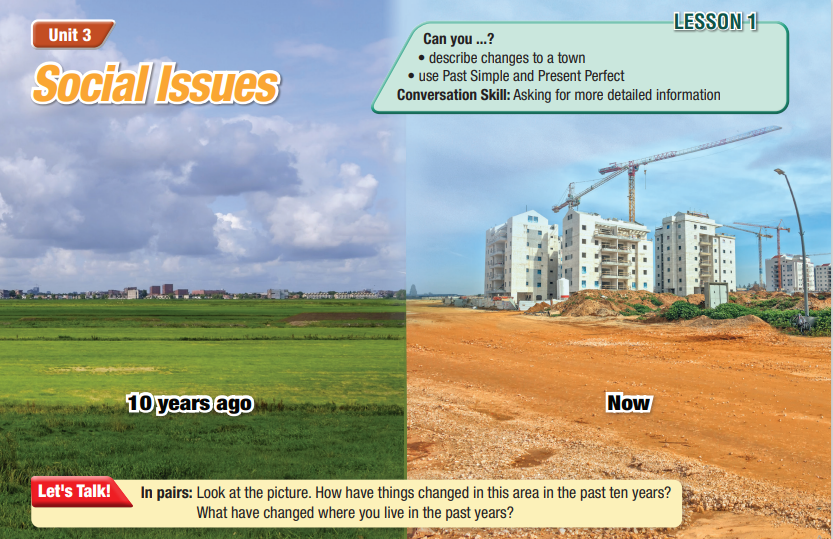 Unit 3
Social Issues
LESSON 1
Can you ...?
• describe changes to a town
• use Past Simple and Present Perfect
Conversation Skill: Asking for more detailed information
10 years ago
Now
Let's Talk!
In pairs: Look at the picture. How have things changed in this area in the past ten years?
What have changed where you live in the past years?